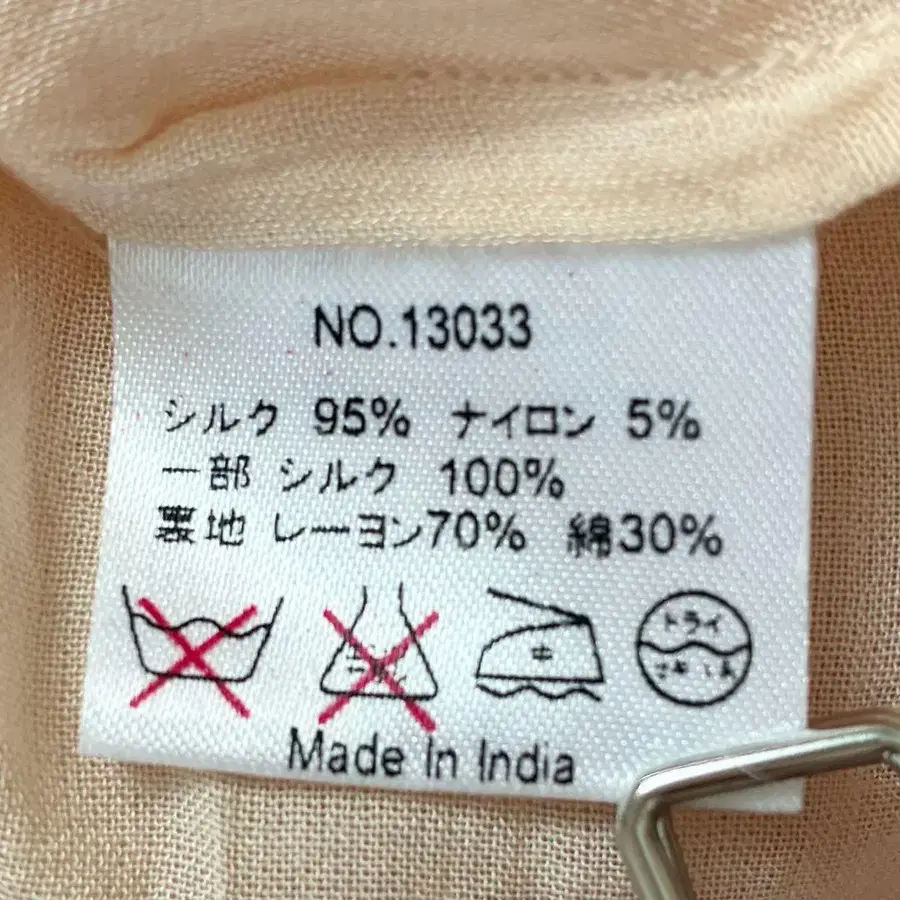 NO.13033
シルク 95% ナイロン 5%
一部 シルク 100%
裏地 レーヨン70% 綿30%
中
ドライ
Made In India